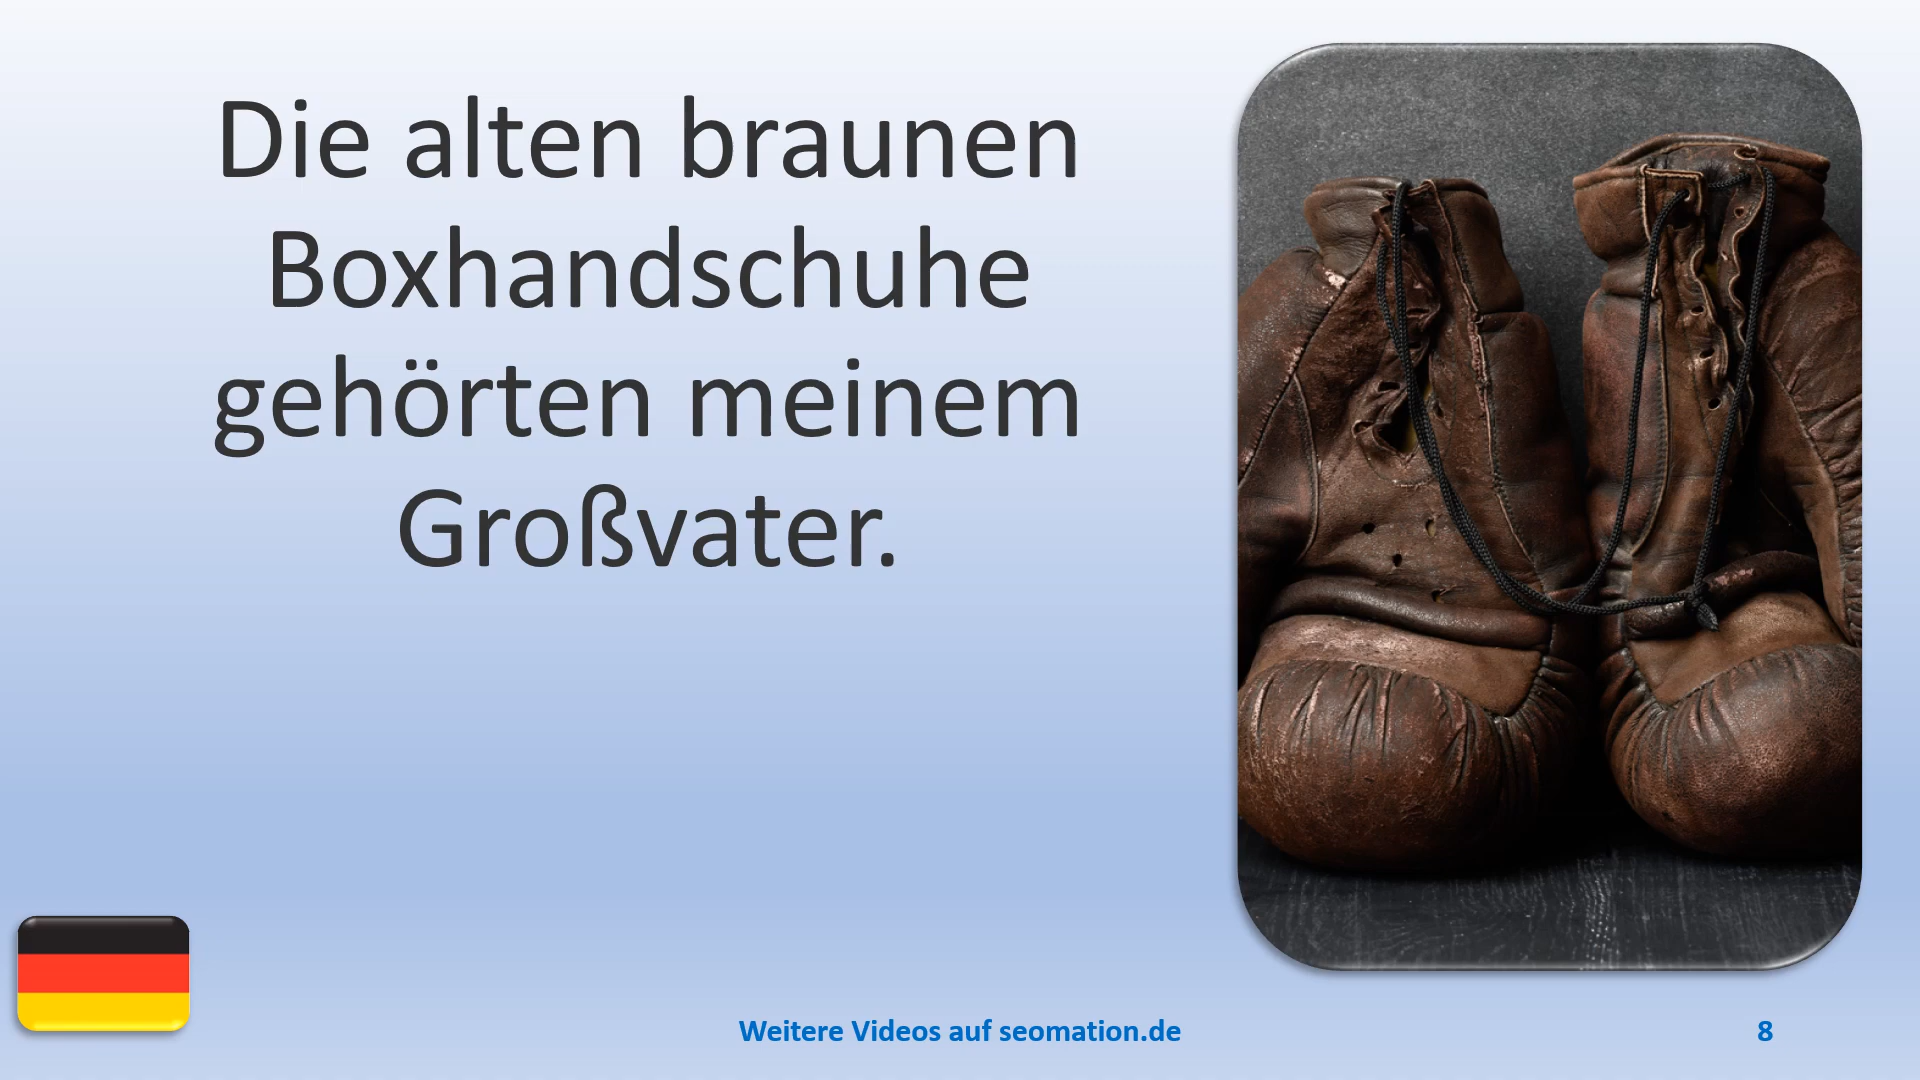 Die alten braunen
Boxhandschuhe
gehörten meinem
Großvater.
Weitere Videos auf seomation.de
8